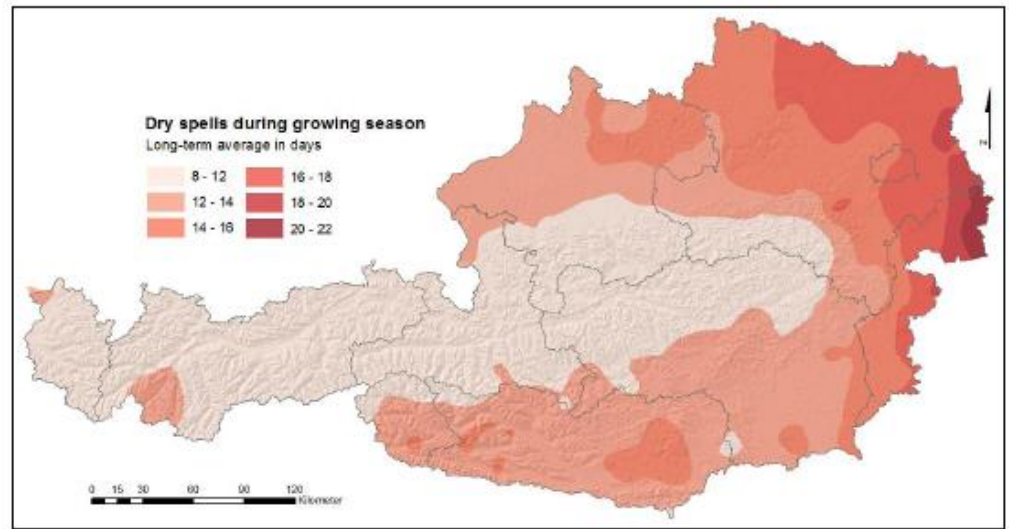 Dry spells during growing season
Long-term average in days
8 - 12
12 - 14
14 - 16
16 - 18
18 - 20
20 - 22
N
0 15 30 60 90 120
Kilometer